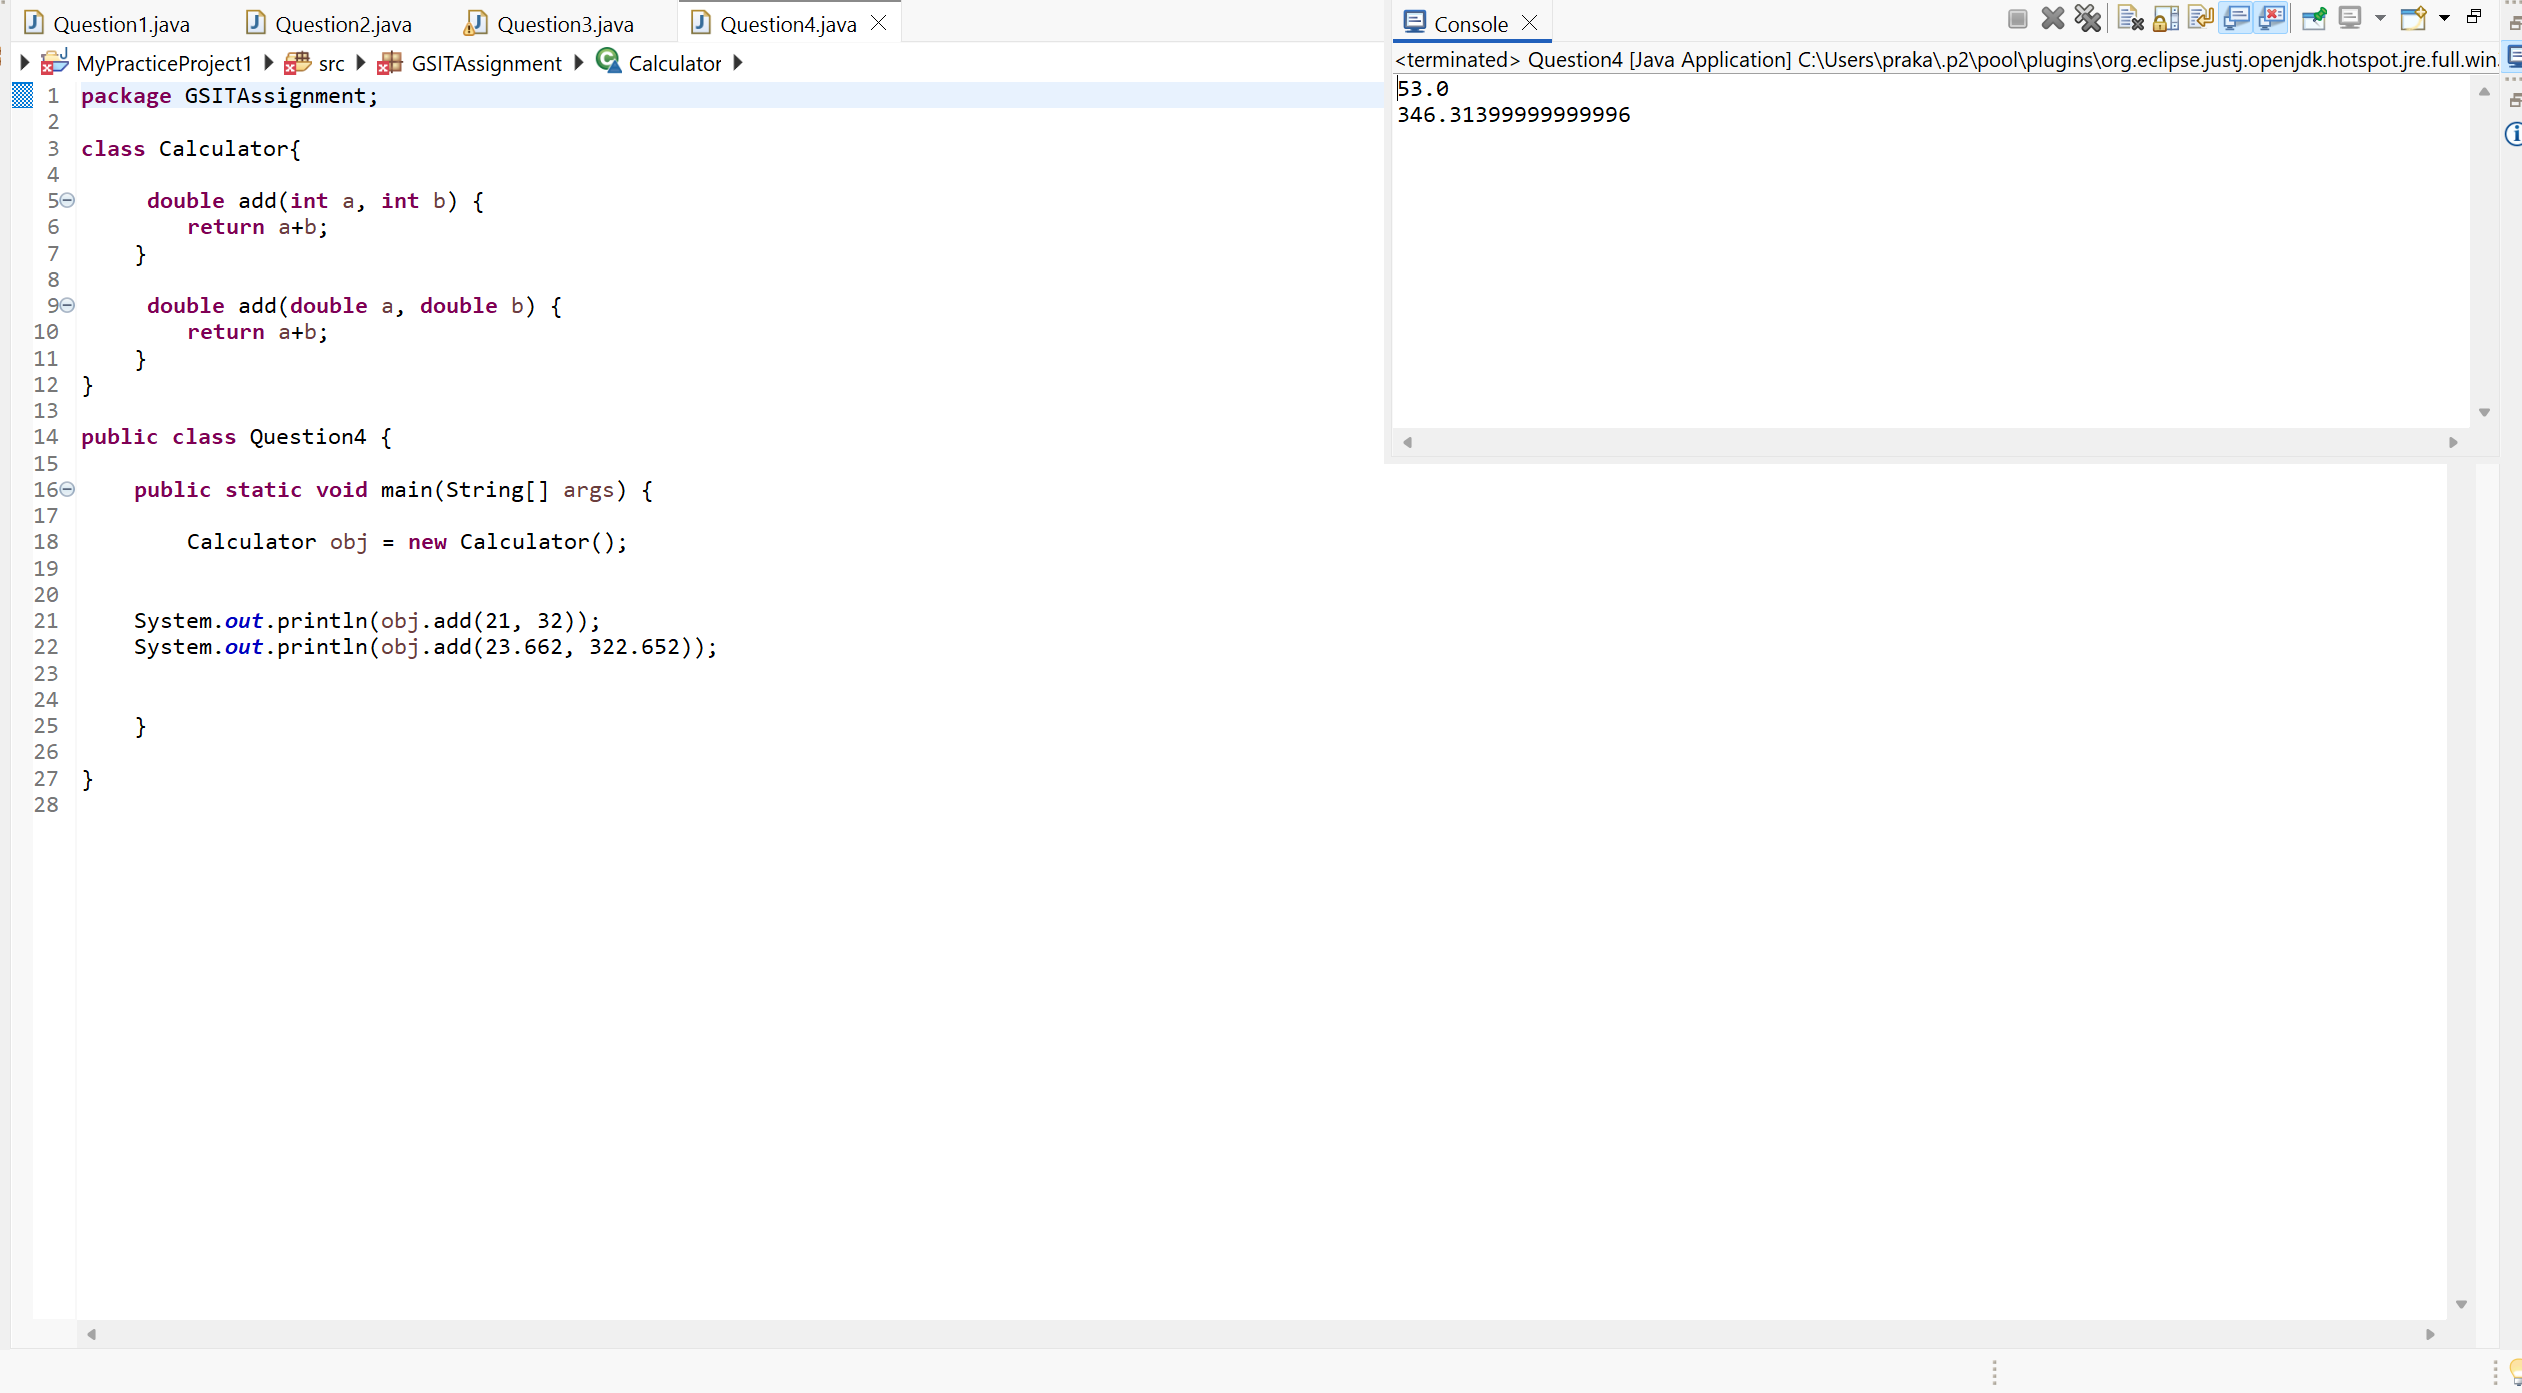 Question1.java Question2.java Question3.java Question4.java
MyPracticeProject1 src GSITAssignment Calculator
1 package GSITAssignment;
2
3 class Calculator{
4
5 double add(int a, int b) {
6 return a+b;
7 }
8
9 double add(double a, double b) {
10 return a+b;
11 }
12 }
13
14 public class Question4 {
15
16 public static void main(String[] args) {
17
18 Calculator obj = new Calculator();
19
20
21 System.out.println(obj.add(21, 32));
22 System.out.println(obj.add(23.662, 322.652));
23
24
25 }
26
27 }
28
Console
<terminated> Question4 [Java Application] C:\Users\praka\.p2\pool\plugins\org.eclipse.justj.openjdk.hotspot.jre.full.win.
53.0
346.31399999999996